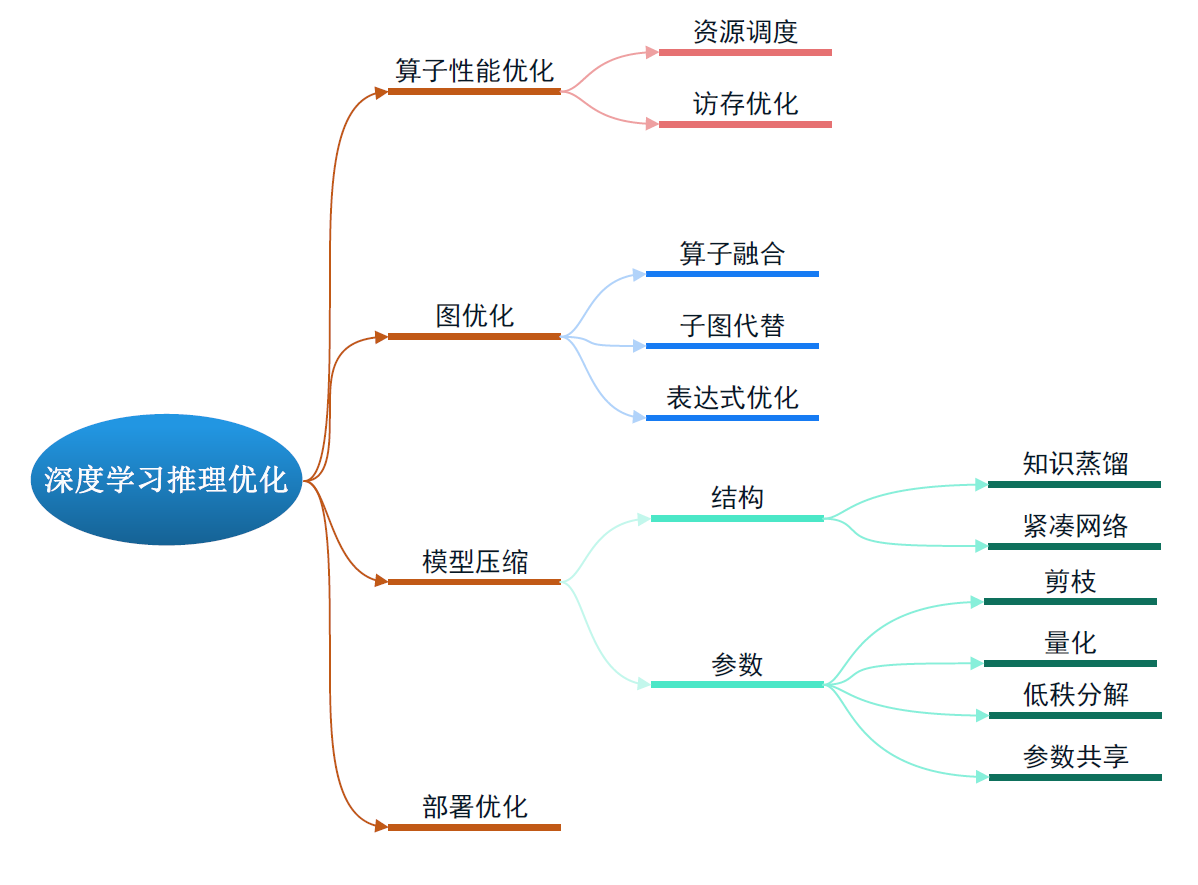 深度学习推理优化
算子性能优化
资源调度
访存优化
图优化
算子融合
子图代替
表达式优化
模型压缩
结构
知识蒸馏
紧凑网络
参数
剪枝
量化
低秩分解
参数共享
部署优化